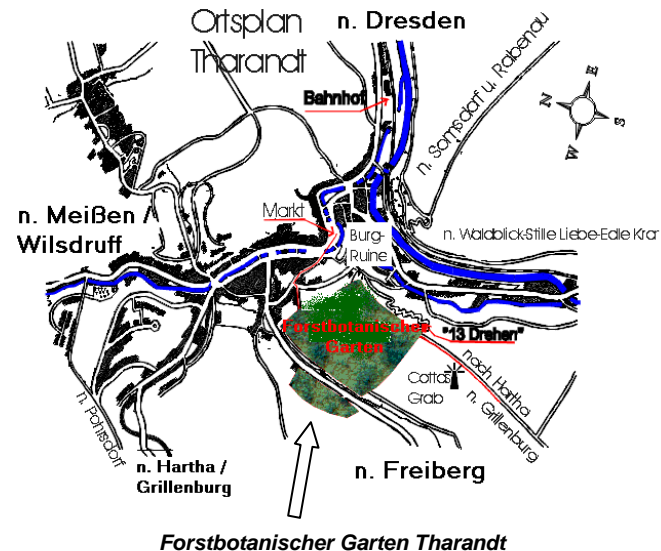 Ortsplan
Tharandt
n. Dresden
Bahnhof
n. Somsdorf u. Rabenau
N
E
S
W
n. Meißen /
Wilsdruff
Markt
Burg-
Ruine
n. Waldblick-Stille Liebe-Edle Kra
Forstbotanischer
Garten
"13 Drehen"
nach Hartha
n. Grillenburg
Cottas
Grab
n. Pohrsdorf
n. Hartha /
Grillenburg
n. Freiberg
Forstbotanischer Garten Tharandt